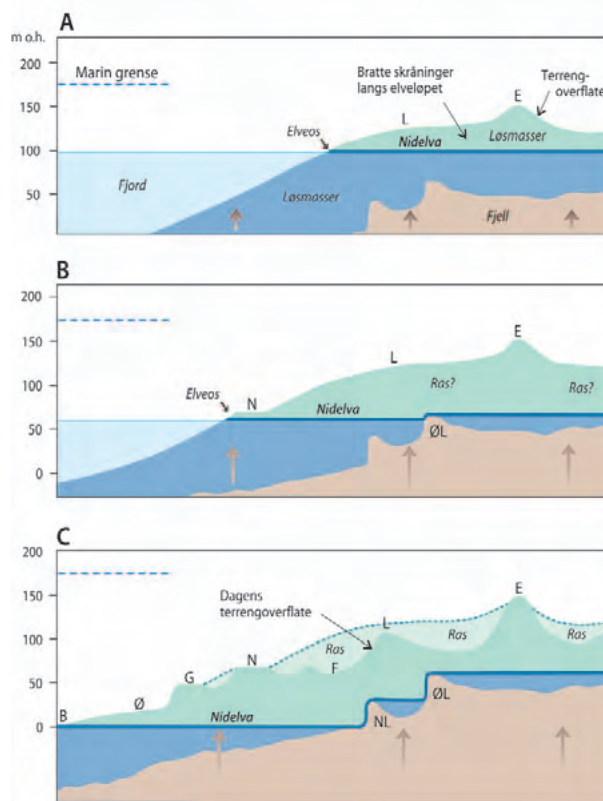 A
m o.h.
200
Marin grense
Bratte skråninger
langs elveløpet
Terreng-
overflate
E
150
L
Elveos
Nidelva
Løsmasser
100
Fjord
Løsmasser
50
Fjell
B
200
E
150
L
Elveos
N
Ras?
Ras?
100
Nidelva
50
ØL
0
C
200
Dagens
terrengoverflate
E
150
L
Ras
Ras
100
N
Ras
G
F
50
Ø
ØL
B
Nidelva
NL
0